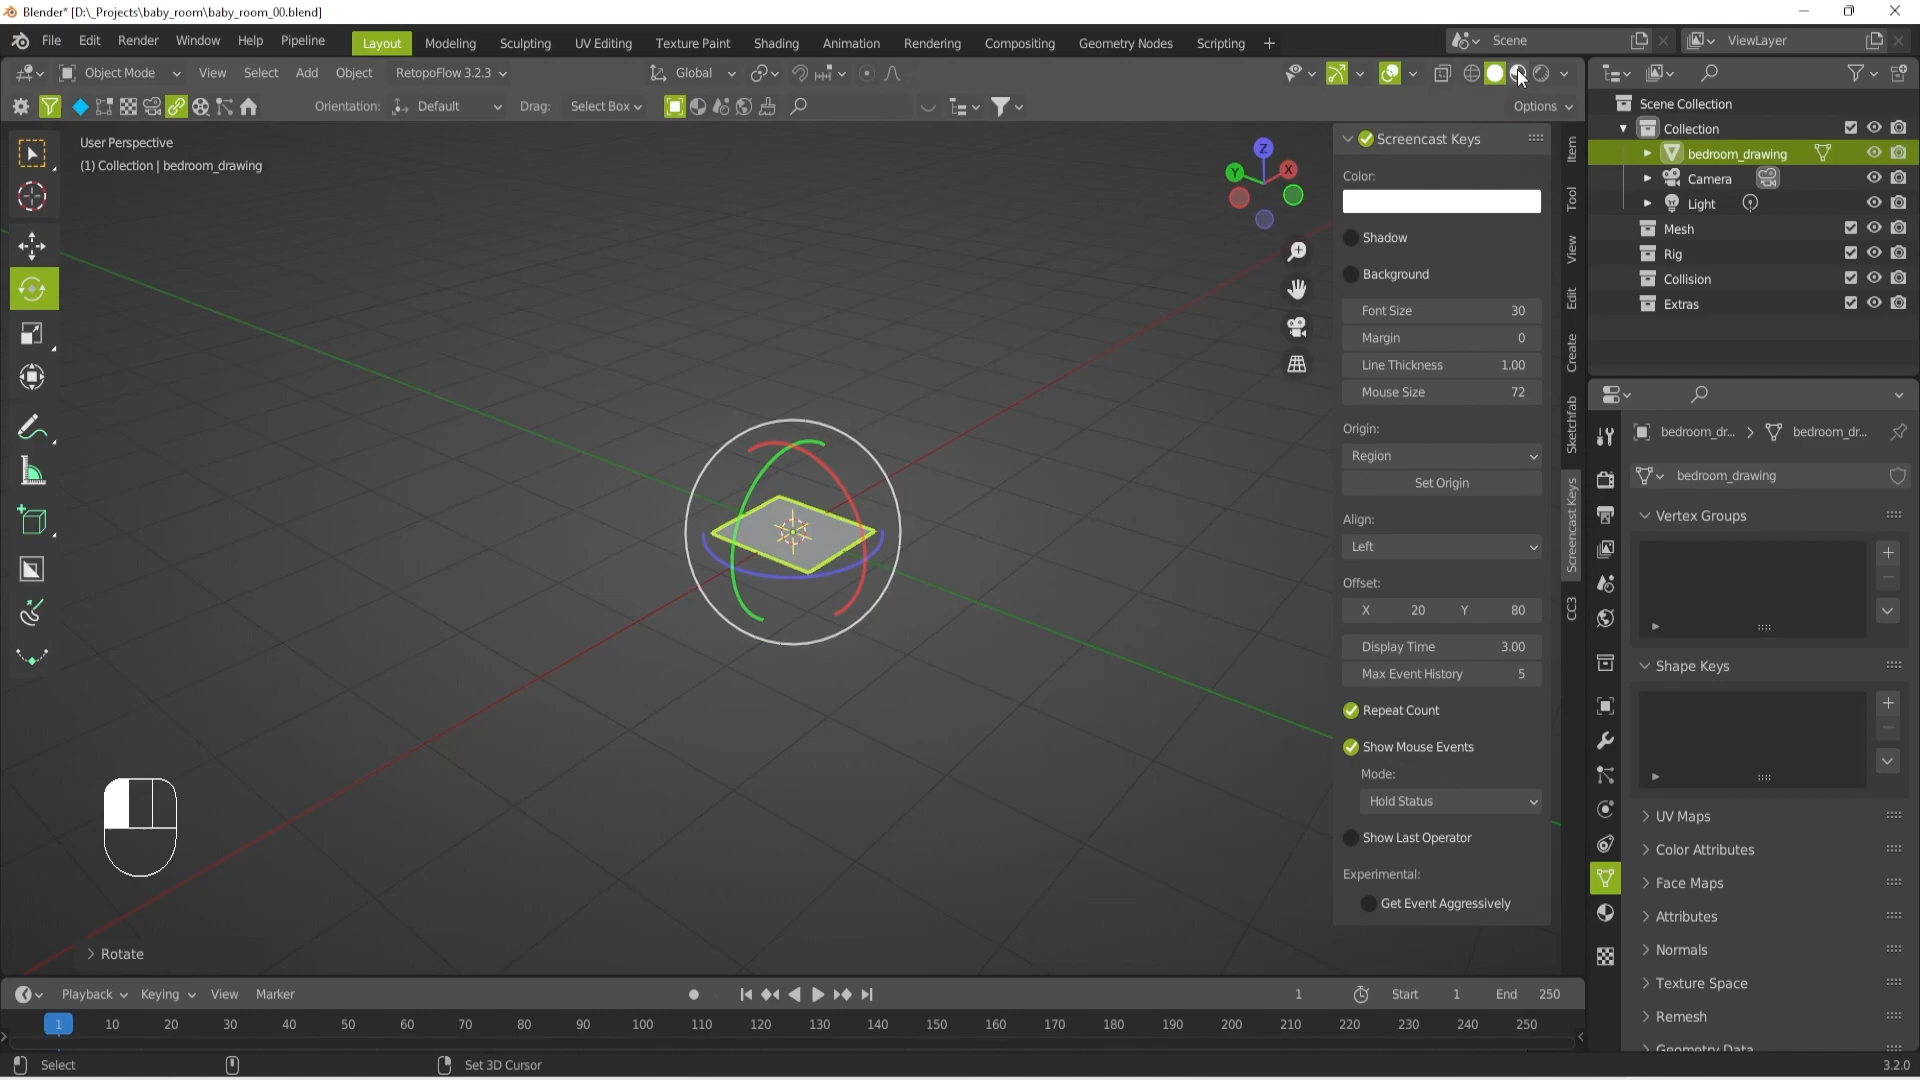 Blender* [D:\_Projects\baby_room\baby_room_00.blend]
File Edit Render Window Help Pipeline Layout Modeling Sculpting UV Editing Texture Paint Shading Animation Rendering Compositing Geometry Nodes Scripting + Scene ViewLayer
Object Mode View Select Add Object RetopoFlow 3.2.3 Global
Orientation: Default Drag: Select Box Options
User Perspective
(1) Collection | bedroom_drawing
Z
Y X
Screencast Keys
Color:
Shadow
Background
Font Size 30
Margin 0
Line Thickness 1.00
Mouse Size 72
Origin:
Region
Set Origin
Align:
Left
Offset:
X 20 Y 80
Display Time 3.00
Max Event History 5
Repeat Count
Show Mouse Events
Mode:
Hold Status
Show Last Operator
Experimental:
Get Event Aggressively
Item
Tool
View
Edit
Create
Sketchfab
Screencast Keys
CC3
Scene Collection
Collection
bedroom_drawing
Camera
Light
Mesh
Rig
Collision
Extras
bedroom_dr... > bedroom_dr...
bedroom_drawing
Vertex Groups
Shape Keys
UV Maps
Color Attributes
Face Maps
Attributes
Normals
Texture Space
Remesh
Geometry Data
> Rotate
Playback Keying View Marker 1 Start 1 End 250
1 10 20 30 40 50 60 70 80 90 100 110 120 130 140 150 160 170 180 190 200 210 220 230 240 250
Select Set 3D Cursor 3.2.0